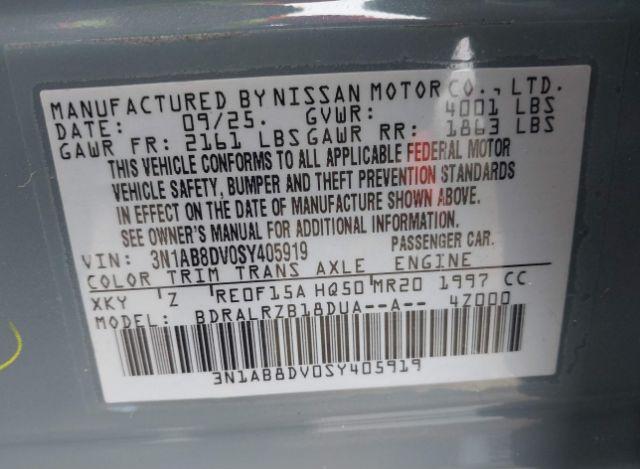 MANUFACTURED BY NISSAN MOTOR CO., LTD.
DATE: 09/25. GVWR: 4001 LBS
GAWR FR: 2161 LBS GAWR RR: 1863 LBS
THIS VEHICLE CONFORMS TO ALL APPLICABLE FEDERAL MOTOR
VEHICLE SAFETY, BUMPER AND THEFT PREVENTION STANDARDS
IN EFFECT ON THE DATE OF MANUFACTURE SHOWN ABOVE.
SEE OWNER'S MANUAL FOR ADDITIONAL INFORMATION.
VIN: 3N1AB8DV0SY405919 PASSENGER CAR.
COLOR TRIM TRANS AXLE ENGINE
XKY Z RE0F15A HQ50 MR20 1997 CC
MODEL: BDRALRZB18DUA--A-- 4Z000
3N1AB8DV0SY405919